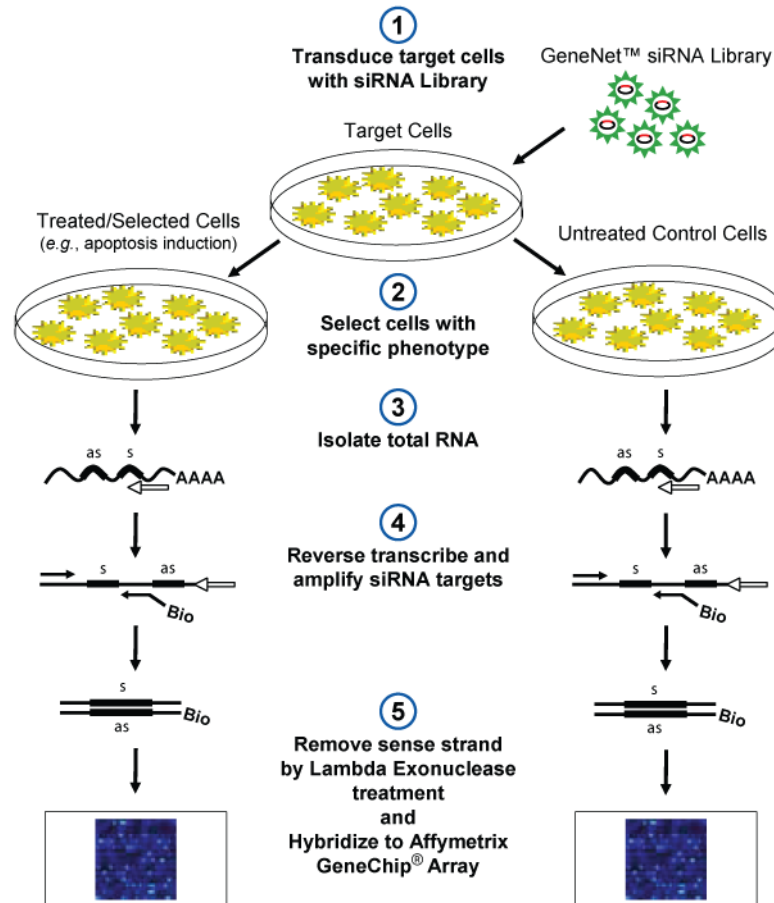 1
Transduce target cells
with siRNA Library
GeneNet™ siRNA Library
Target Cells
Treated/Selected Cells
(e.g., apoptosis induction)
Untreated Control Cells
2
Select cells with
specific phenotype
3
Isolate total RNA
as s
AAAA
as s
AAAA
4
Reverse transcribe and
amplify siRNA targets
s as
Bio
s as
Bio
s
Bio
as
s
Bio
as
5
Remove sense strand
by Lambda Exonuclease
treatment
and
Hybridize to Affymetrix
GeneChip® Array